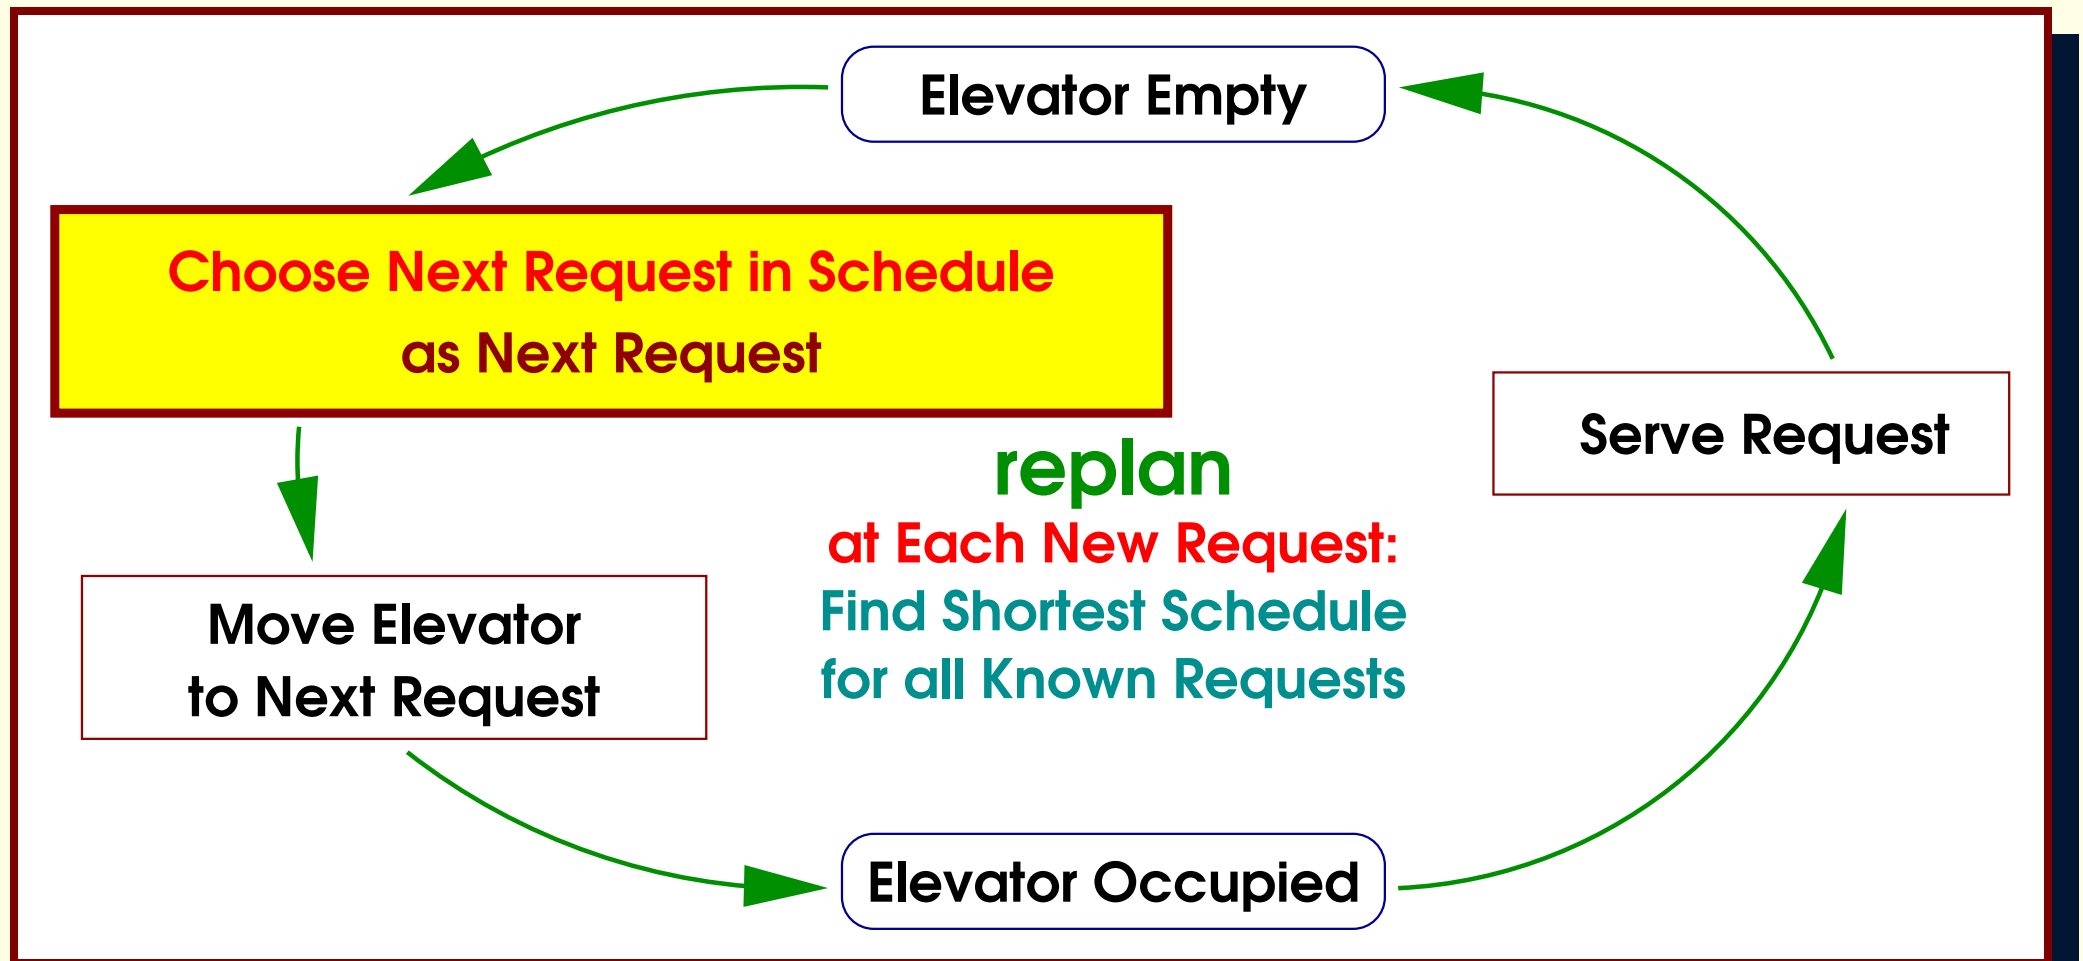 Elevator Empty
Choose Next Request in Schedule
as Next Request
Serve Request
replan
at Each New Request:
Find Shortest Schedule
for all Known Requests
Move Elevator
to Next Request
Elevator Occupied